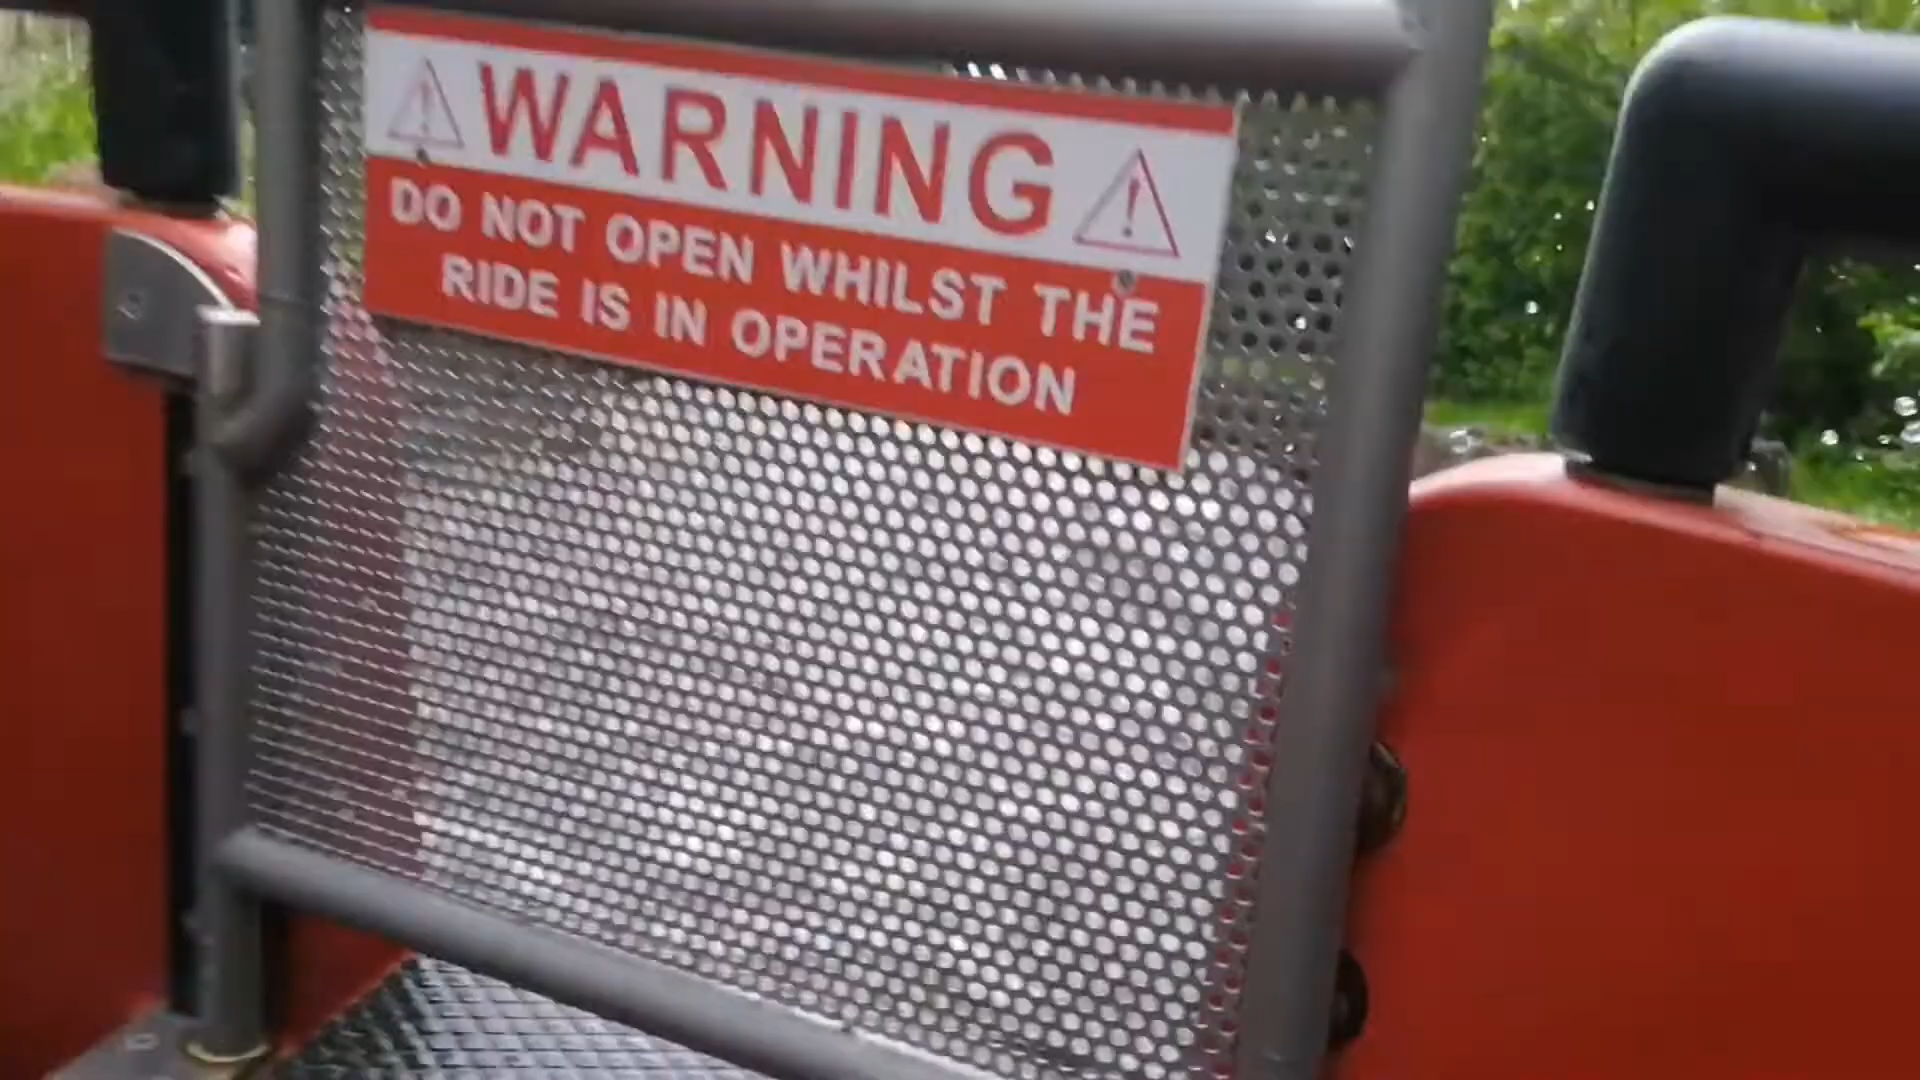 WARNING
DO NOT OPEN WHILST THE
RIDE IS IN OPERATION